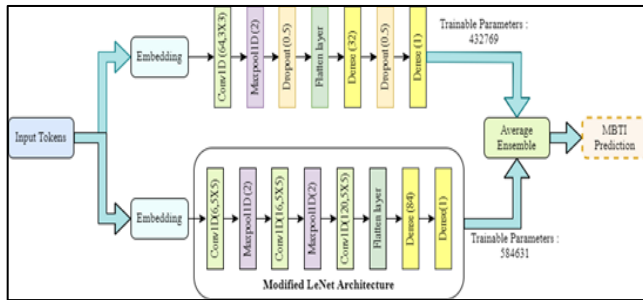 Trainable Parameters :
432769
Embedding
Conv1D (64,3X3)
Maxpool1D (2)
Dropout (0.5)
Flatten layer
Dense (32)
Dropout (0.5)
Dense (1)
Input Tokens
Average
Ensemble
MBTI
Prediction
Embedding
Conv1D(6,5X5)
Maxpool1D (2)
Conv1D(16,5X5)
Maxpool1D (2)
Conv1D(120,5X5)
Flatten layer
Dense (84)
Dense(1)
Modified LeNet Architecture
Trainable Parameters :
584631